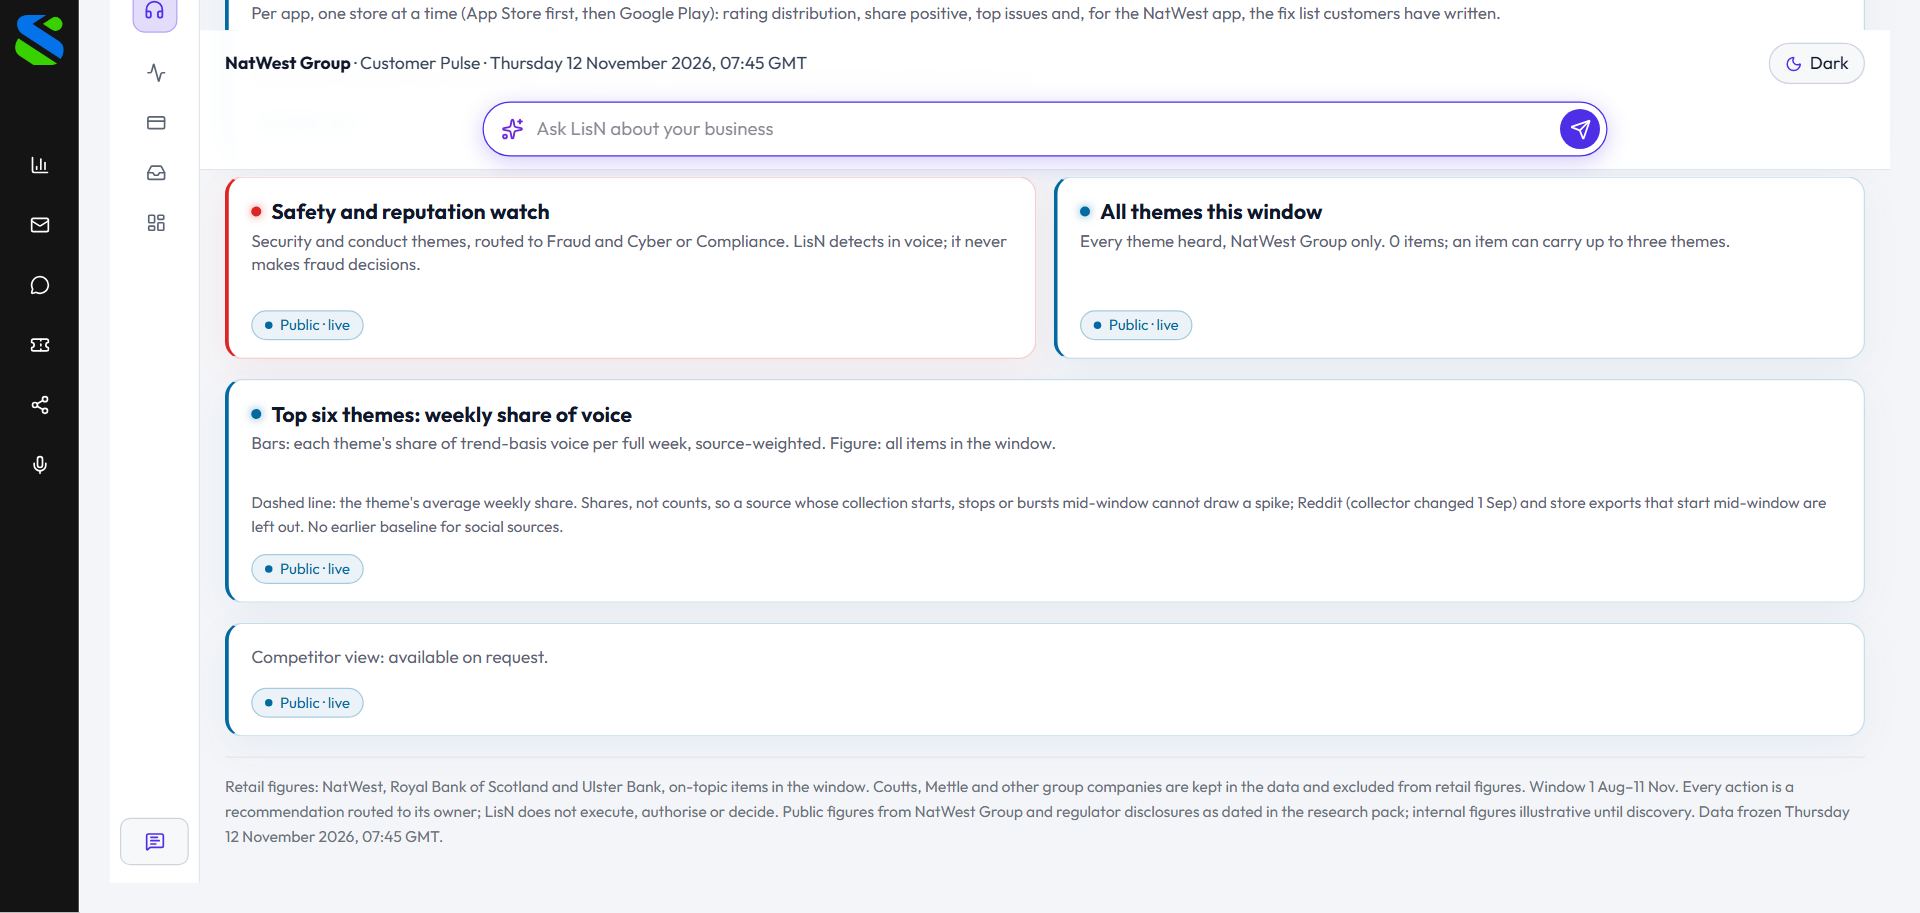 Per app, one store at a time (App Store first, then Google Play): rating distribution, share positive, top issues and, for the NatWest app, the fix list customers have written.
NatWest Group · Customer Pulse · Thursday 12 November 2026, 07:45 GMT
Dark
Ask LisN about your business
Safety and reputation watch
Security and conduct themes, routed to Fraud and Cyber or Compliance. LisN detects in voice; it never
makes fraud decisions.
Public · live
All themes this window
Every theme heard, NatWest Group only. 0 items; an item can carry up to three themes.
Public · live
Top six themes: weekly share of voice
Bars: each theme's share of trend-basis voice per full week, source-weighted. Figure: all items in the window.
Dashed line: the theme's average weekly share. Shares, not counts, so a source whose collection starts, stops or bursts mid-window cannot draw a spike; Reddit (collector changed 1 Sep) and store exports that start mid-window are
left out. No earlier baseline for social sources.
Public · live
Competitor view: available on request.
Public · live
Retail figures: NatWest, Royal Bank of Scotland and Ulster Bank, on-topic items in the window. Coutts, Mettle and other group companies are kept in the data and excluded from retail figures. Window 1 Aug–11 Nov. Every action is a
recommendation routed to its owner; LisN does not execute, authorise or decide. Public figures from NatWest Group and regulator disclosures as dated in the research pack; internal figures illustrative until discovery. Data frozen Thursday
12 November 2026, 07:45 GMT.